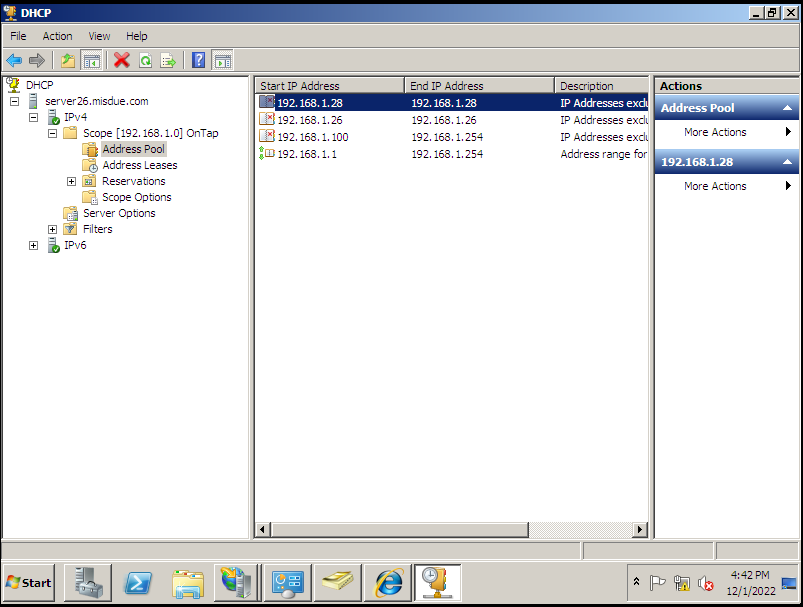 DHCP
File Action View Help
DHCP
server26.misdue.com
IPv4
Scope [192.168.1.0] OnTap
Address Pool
Address Leases
Reservations
Scope Options
Server Options
Filters
IPv6
Start IP Address End IP Address Description
192.168.1.28 192.168.1.28 IP Addresses exclu
192.168.1.26 192.168.1.26 IP Addresses exclu
192.168.1.100 192.168.1.254 IP Addresses exclu
192.168.1.1 192.168.1.254 Address range for
Actions
Address Pool
More Actions
192.168.1.28
More Actions
Start
4:42 PM
12/1/2022